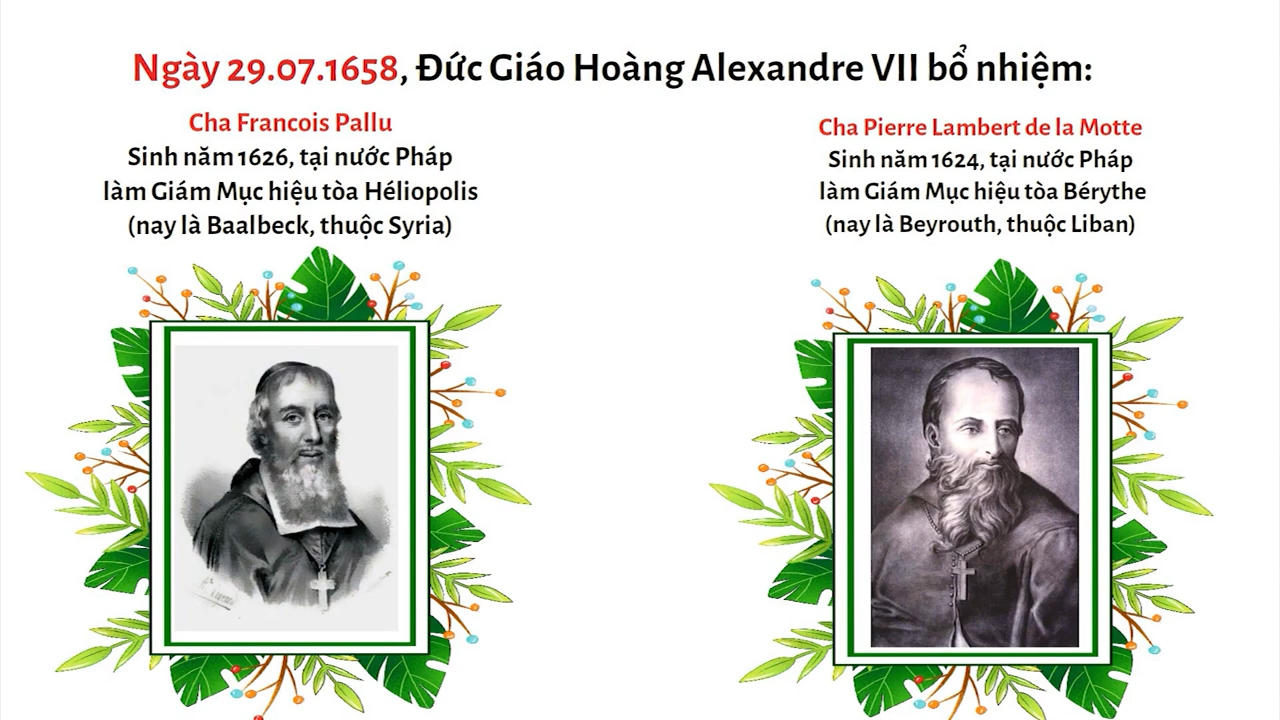 Ngày 29.07.1658, Đức Giáo Hoàng Alexandre VII bổ nhiệm:
Cha Francois Pallu
Sinh năm 1626, tại nước Pháp
làm Giám Mục hiệu tòa Héliopolis
(nay là Baalbeck, thuộc Syria)
Cha Pierre Lambert de la Motte
Sinh năm 1624, tại nước Pháp
làm Giám Mục hiệu tòa Bérythe
(nay là Beyrouth, thuộc Liban)